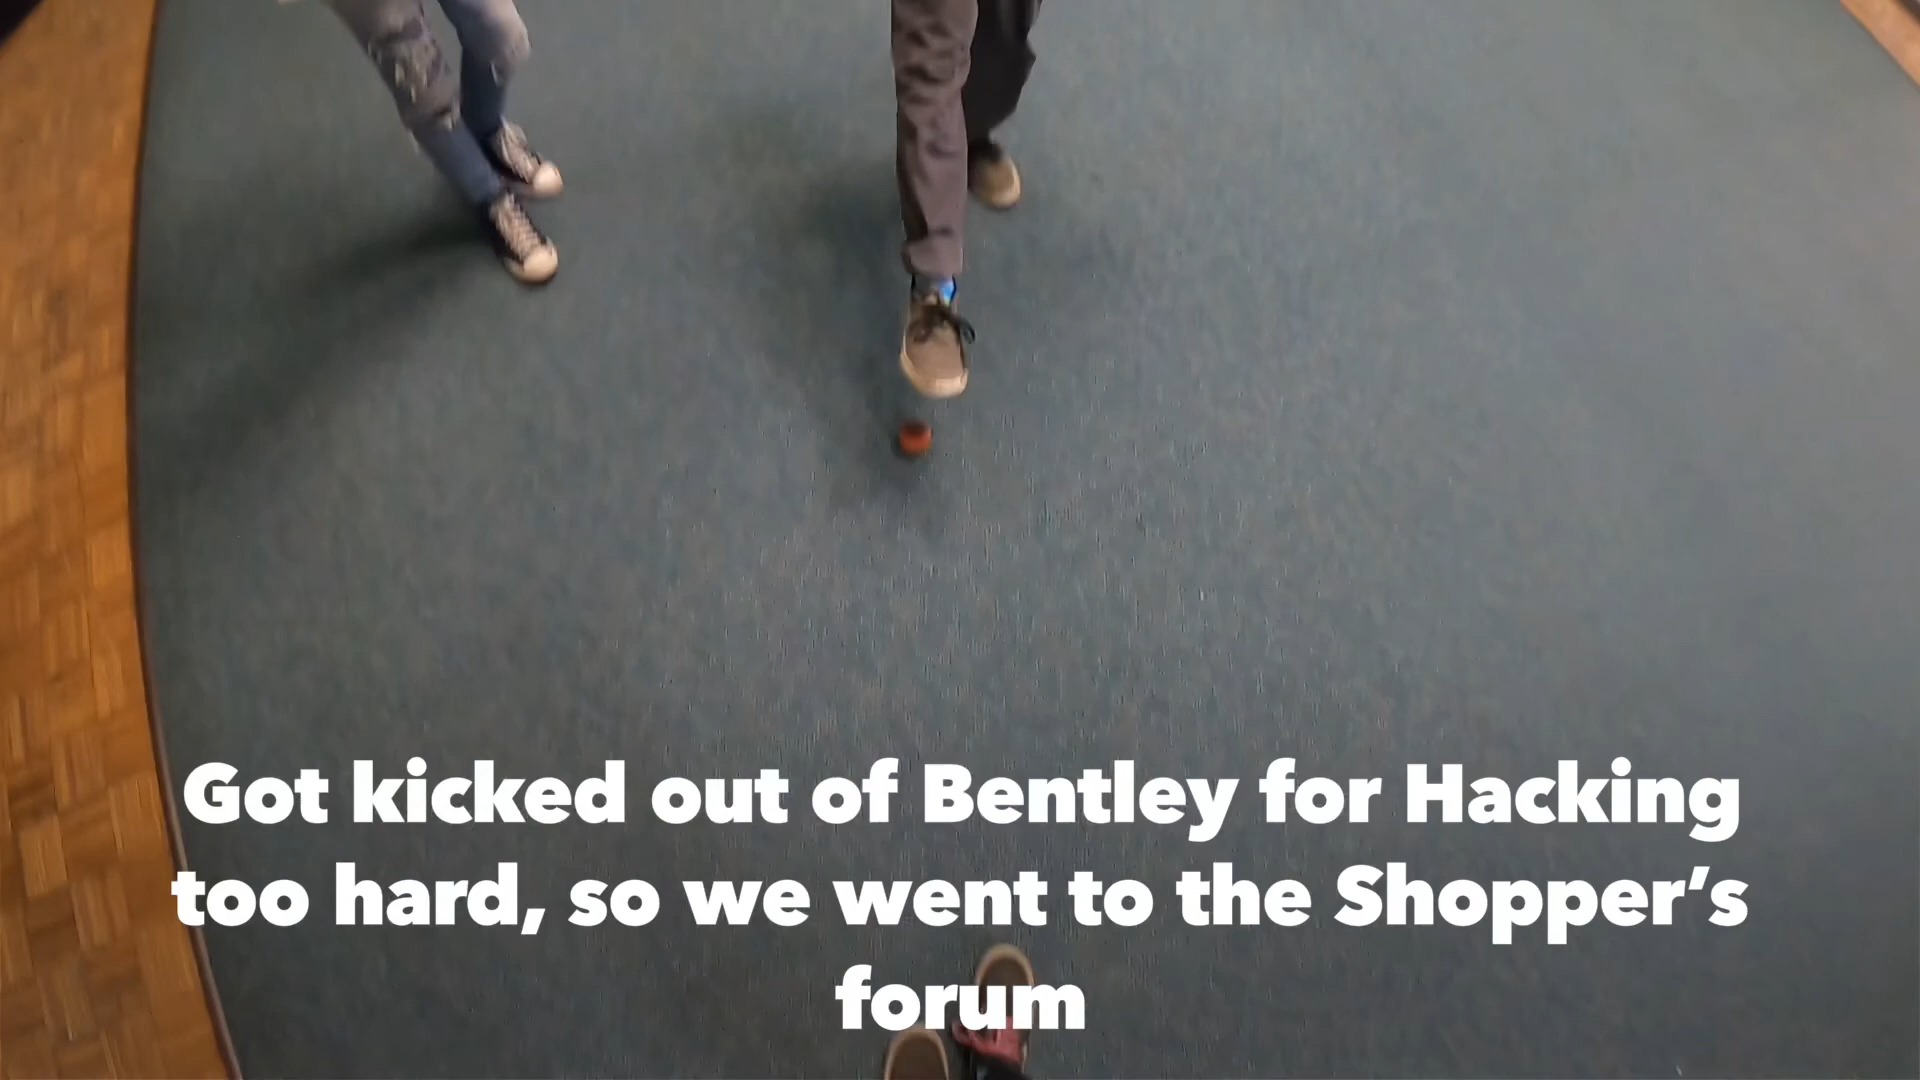 Got kicked out of Bentley for Hacking
too hard, so we went to the Shopper’s
forum